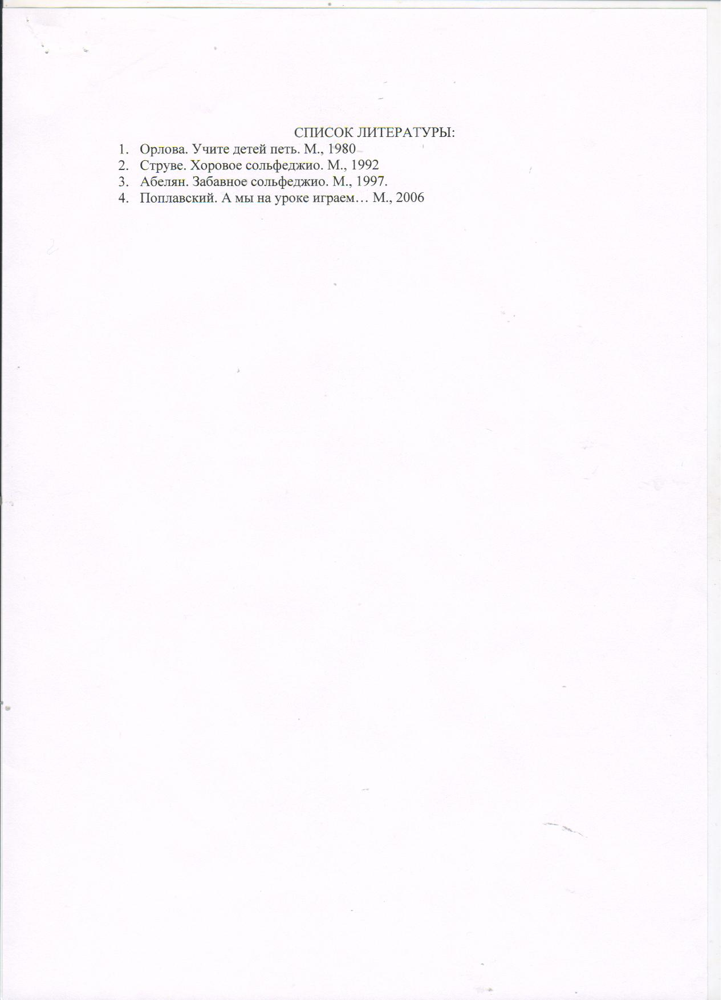 СПИСОК ЛИТЕРАТУРЫ:
1. Орлова. Учите детей петь. М., 1980
2. Струве. Хоровое сольфеджио. М., 1992
3. Абелян. Забавное сольфеджио. М., 1997.
4. Поплавский. А мы на уроке играем… М., 2006